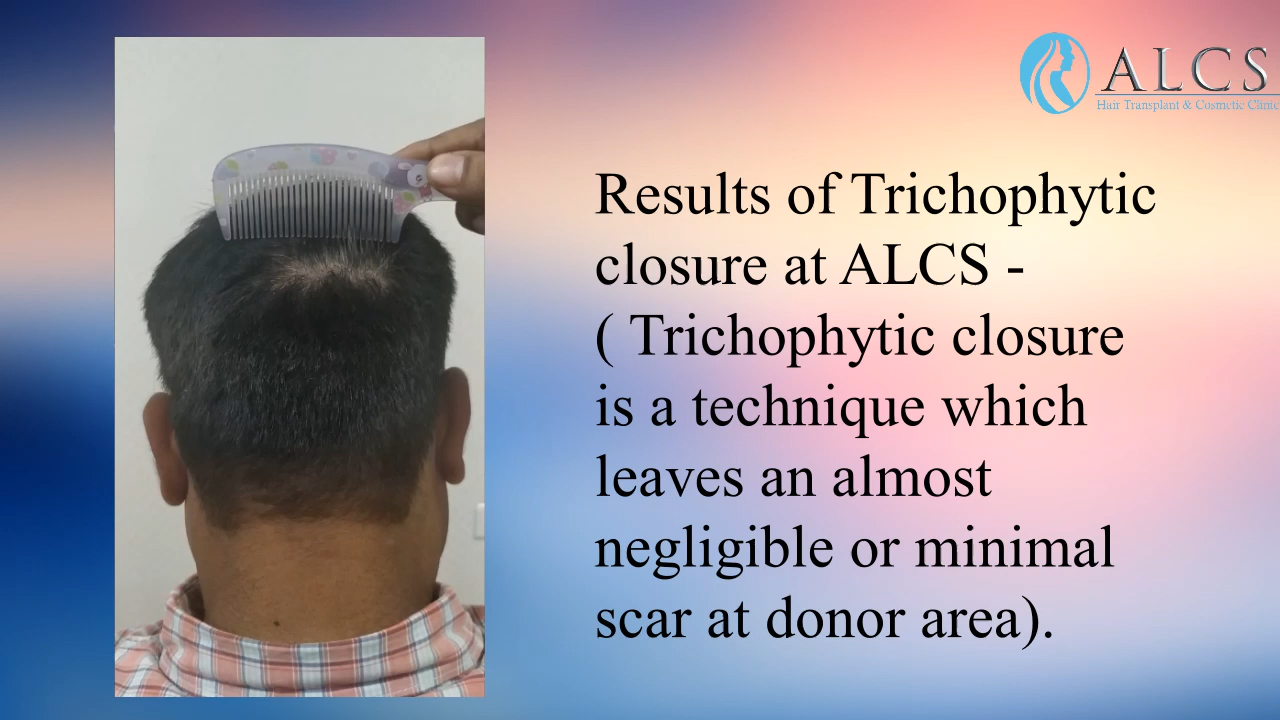 ALCS
Hair Transplant & Cosmetic Clinic
Results of Trichophytic
closure at ALCS -
( Trichophytic closure
is a technique which
leaves an almost
negligible or minimal
scar at donor area).